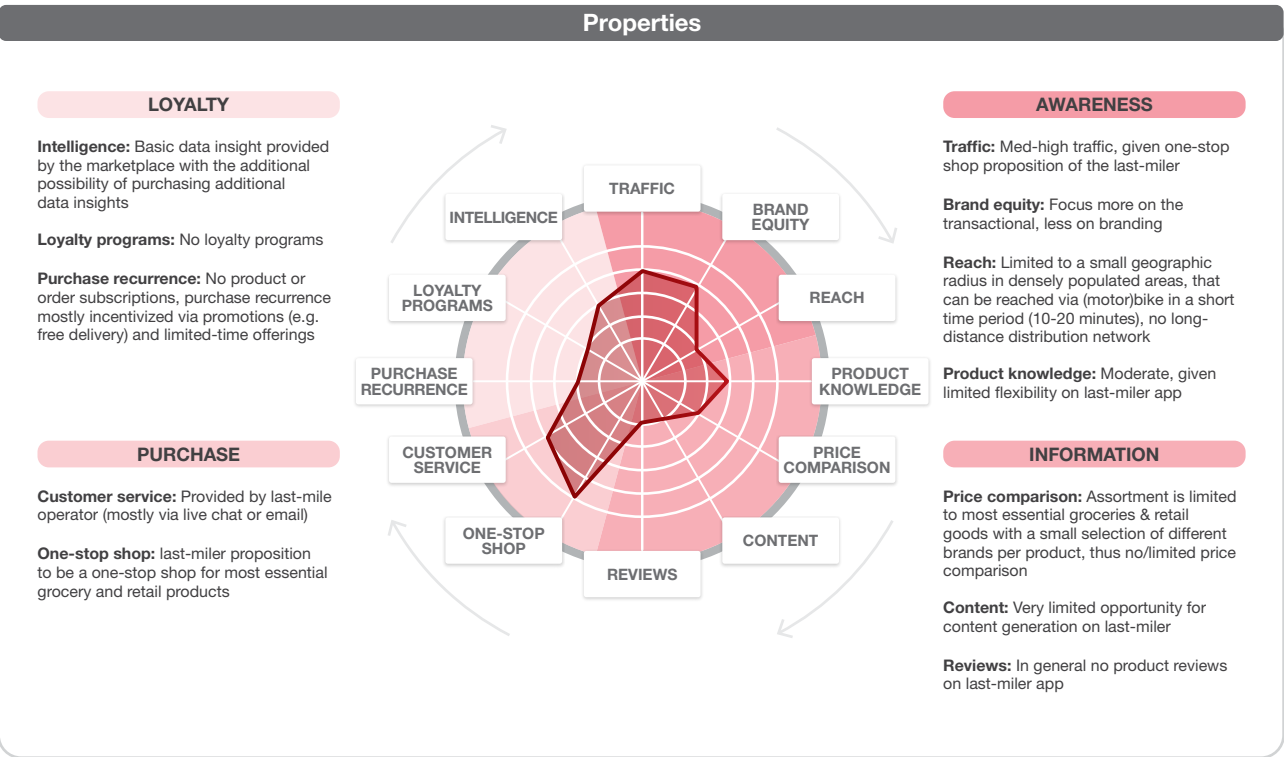 Properties
LOYALTY
Intelligence: Basic data insight provided
by the marketplace with the additional
possibility of purchasing additional
data insights
Loyalty programs: No loyalty programs
Purchase recurrence: No product or
order subscriptions, purchase recurrence
mostly incentivized via promotions (e.g.
free delivery) and limited-time offerings
PURCHASE
Customer service: Provided by last-mile
operator (mostly via live chat or email)
One-stop shop: last-miler proposition
to be a one-stop shop for most essential
grocery and retail products
TRAFFIC
BRAND
EQUITY
REACH
PRODUCT
KNOWLEDGE
PRICE
COMPARISON
CONTENT
REVIEWS
ONE-STOP
SHOP
CUSTOMER
SERVICE
PURCHASE
RECURRENCE
LOYALTY
PROGRAMS
INTELLIGENCE
AWARENESS
Traffic: Med-high traffic, given one-stop
shop proposition of the last-miler
Brand equity: Focus more on the
transactional, less on branding
Reach: Limited to a small geographic
radius in densely populated areas, that
can be reached via (motor)bike in a short
time period (10-20 minutes), no long-
distance distribution network
Product knowledge: Moderate, given
limited flexibility on last-miler app
INFORMATION
Price comparison: Assortment is limited
to most essential groceries & retail
goods with a small selection of different
brands per product, thus no/limited price
comparison
Content: Very limited opportunity for
content generation on last-miler
Reviews: In general no product reviews
on last-miler app